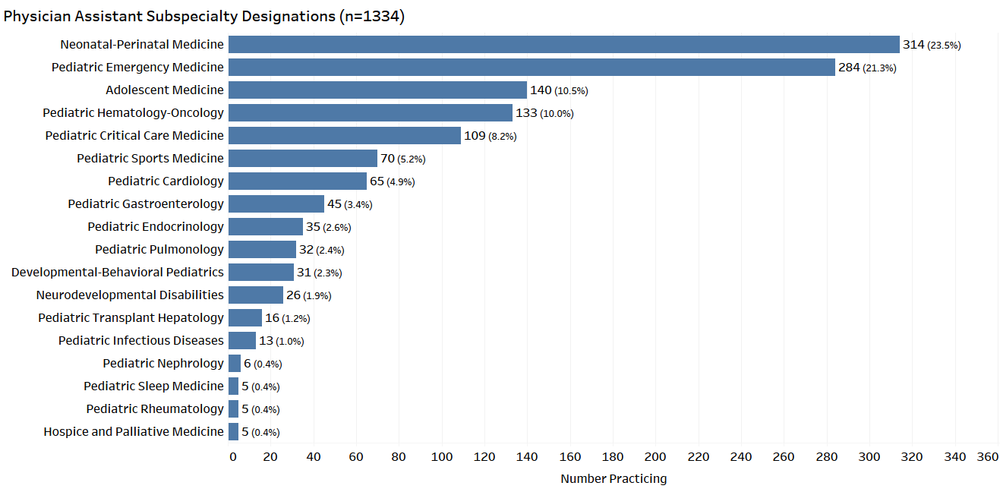 Physician Assistant Subspecialty Designations (n=1334)
Neonatal-Perinatal Medicine 314 (23.5%)
Pediatric Emergency Medicine 284 (21.3%)
Adolescent Medicine 140 (10.5%)
Pediatric Hematology-Oncology 133 (10.0%)
Pediatric Critical Care Medicine 109 (8.2%)
Pediatric Sports Medicine 70 (5.2%)
Pediatric Cardiology 65 (4.9%)
Pediatric Gastroenterology 45 (3.4%)
Pediatric Endocrinology 35 (2.6%)
Pediatric Pulmonology 32 (2.4%)
Developmental-Behavioral Pediatrics 31 (2.3%)
Neurodevelopmental Disabilities 26 (1.9%)
Pediatric Transplant Hepatology 16 (1.2%)
Pediatric Infectious Diseases 13 (1.0%)
Pediatric Nephrology 6 (0.4%)
Pediatric Sleep Medicine 5 (0.4%)
Pediatric Rheumatology 5 (0.4%)
Hospice and Palliative Medicine 5 (0.4%)
0 20 40 60 80 100 120 140 160 180 200 220 240 260 280 300 320 340 360
Number Practicing